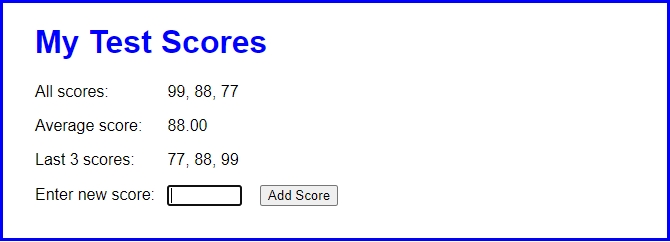 My Test Scores
All scores: 99, 88, 77
Average score: 88.00
Last 3 scores: 77, 88, 99
Enter new score: Add Score